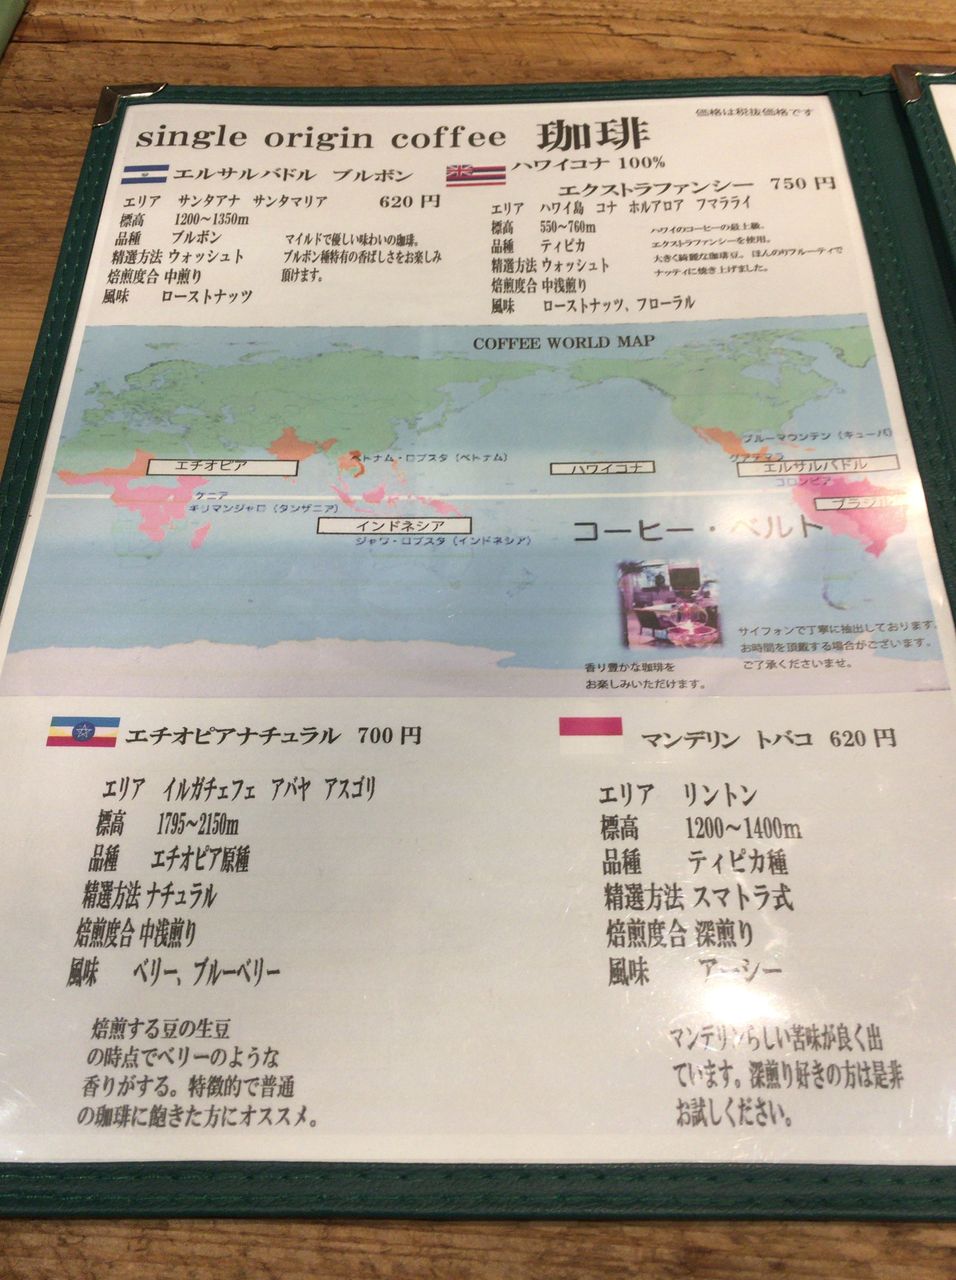 価格は税抜価格です
single origin coffee 珈琲
エルサルバドル ブルボン
エリア サンタアナ サンタマリア 620円
標高 1200～1350m
品種 ブルボン
精選方法 ウォッシュト
焙煎度合 中煎り
風味 ローストナッツ
マイルドで優しい味わいの珈琲。
ブルボン種特有の香ばしさをお楽しみ
頂けます。
ハワイコナ 100%
エクストラファンシー 750円
エリア ハワイ島 コナ ホルアロア フマラライ
標高 550～760m
品種 ティピカ
精選方法 ウォッシュト
焙煎度合 中浅煎り
風味 ローストナッツ、フローラル
ハワイのコーヒーの最上級。
エクストラファンシーを使用。
大きく綺麗な珈琲豆。ほんのりフルーティで
ナッティに焼き上げました。
COFFEE WORLD MAP
ブルーマウンテン（キューバ）
グアテマラ
エチオピア
ベトナム・ロブスタ（ベトナム）
ハワイコナ
エルサルバドル
コロンビア
ケニア
キリマンジャロ（タンザニア）
ブラジル
インドネシア
ジャワ・ロブスタ（インドネシア）
コーヒー・ベルト
サイフォンで丁寧に抽出しております。
お時間を頂戴する場合がございます。
ご了承くださいませ。
香り豊かな珈琲を
お楽しみいただけます。
エチオピアナチュラル 700円
エリア イルガチェフェ アバヤ アスゴリ
標高 1795～2150m
品種 エチオピア原種
精選方法 ナチュラル
焙煎度合 中浅煎り
風味 ベリー、ブルーベリー
焙煎する豆の生豆
の時点でベリーのような
香りがする。特徴的で普通
の珈琲に飽きた方にオススメ。
マンデリン トバコ 620円
エリア リントン
標高 1200～1400m
品種 ティピカ種
精選方法 スマトラ式
焙煎度合 深煎り
風味 アーシー
マンデリンらしい苦味が良く出
ています。深煎り好きの方は是非
お試しください。